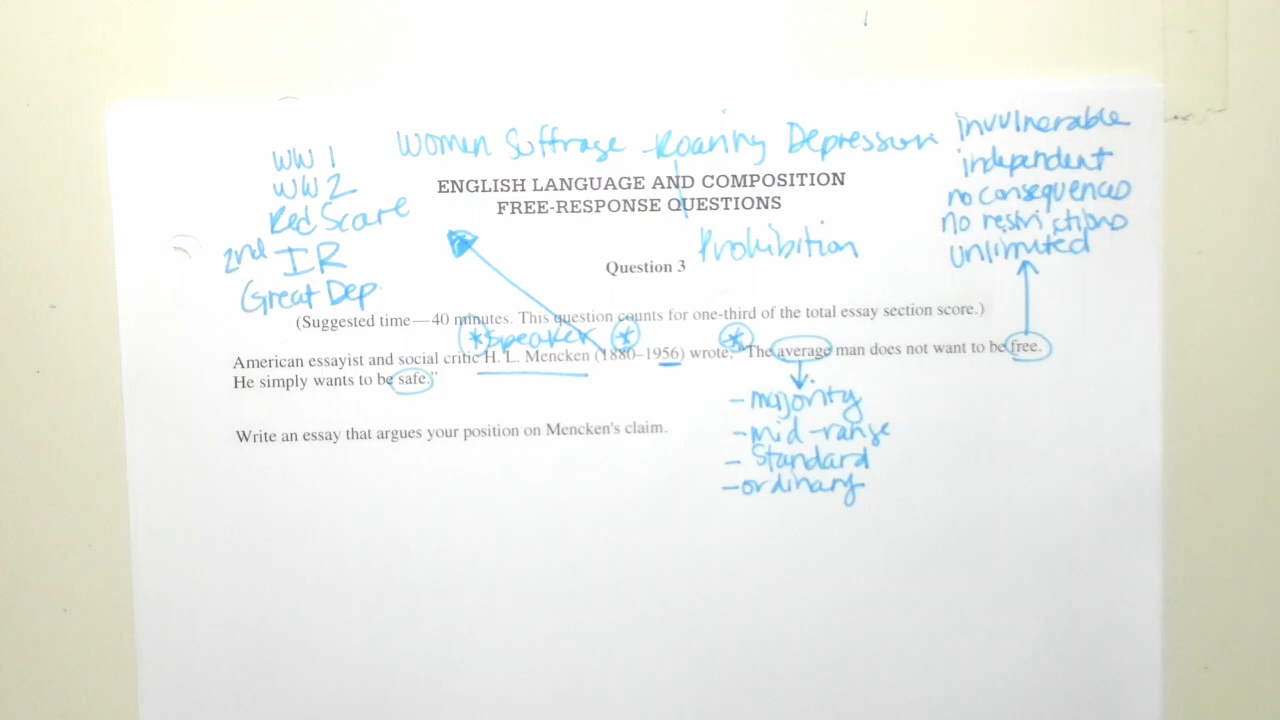 Women Suffrage Roaring Depression
WW 1
WW 2
Red Scare
2nd IR
Great Dep.
invulnerable
independent
no consequences
no restrictions
unlimited
ENGLISH LANGUAGE AND COMPOSITION
FREE-RESPONSE QUESTIONS
Prohibition
Question 3
(Suggested time—40 minutes. This question counts for one-third of the total essay section score.)
*Speaker * *
American essayist and social critic H. L. Mencken (1880–1956) wrote, "The average man does not want to be free.
He simply wants to be safe."
- majority
- mid-range
- Standard
- ordinary
Write an essay that argues your position on Mencken's claim.